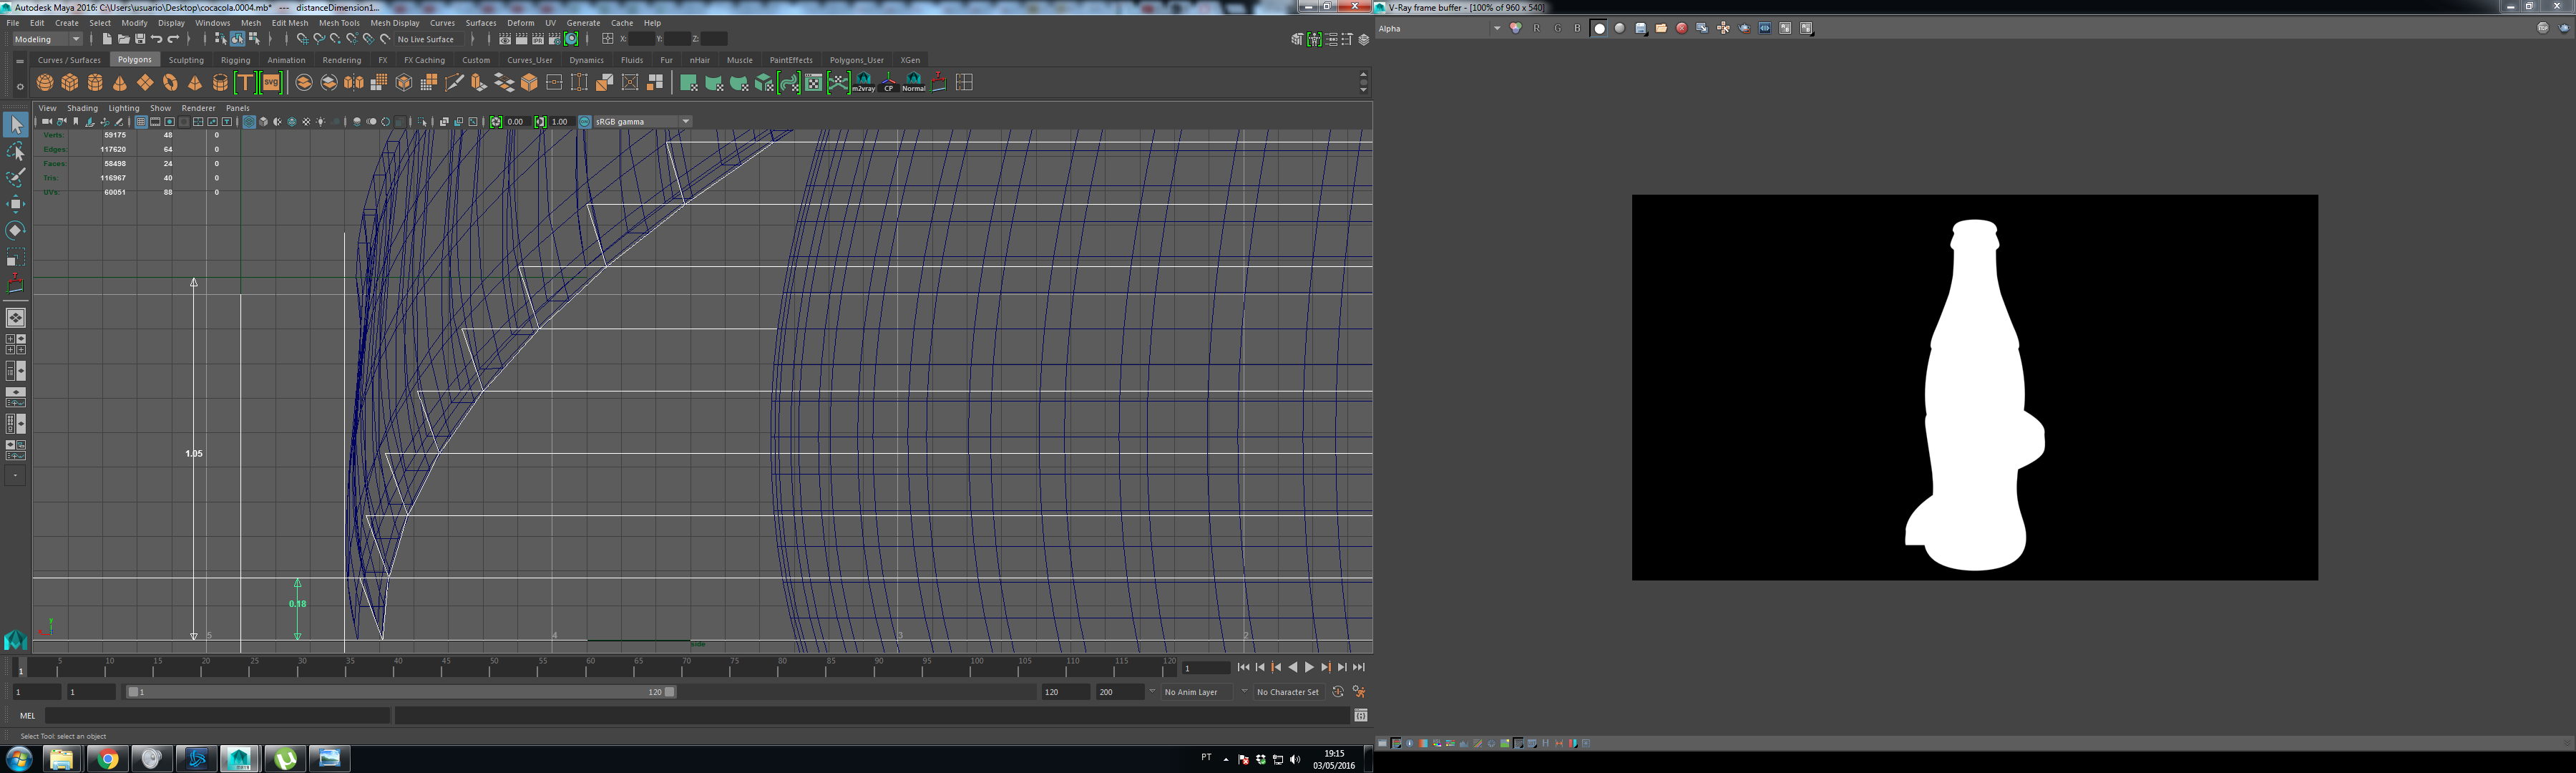 Autodesk Maya 2016: C:\Users\usuario\Desktop\cocacola.0004.mb* --- distanceDimension1...
File Edit Create Select Modify Display Windows Mesh Edit Mesh Mesh Tools Mesh Display Curves Surfaces Deform UV Generate Cache Help
Modeling No Live Surface X: Y: Z:
Curves / Surfaces Polygons Sculpting Rigging Animation Rendering FX FX Caching Custom Curves_User Dynamics Fluids Fur nHair Muscle PaintEffects Polygons_User XGen
T SVG m2vray CP Normal
View Shading Lighting Show Renderer Panels
0.00 1.00 sRGB gamma
Verts: 59175 48 0
Edges: 117620 64 0
Faces: 58498 24 0
Tris: 116967 40 0
UVs: 60051 88 0
1.05
0.18
y
5 4 3 2
side
5 10 15 20 25 30 35 40 45 50 55 60 65 70 75 80 85 90 95 100 105 110 115 120
1 1
1 1 1 120 120 200 No Anim Layer No Character Set
MEL
Select Tool: select an object
PT 19:15
03/05/2016
V-Ray frame buffer - [100% of 960 x 540]
Alpha R G B
H